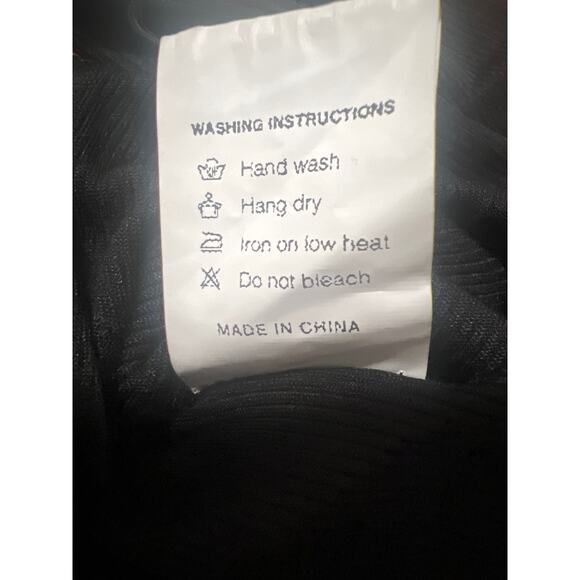 WASHING INSTRUCTIONS
Hand wash
Hang dry
Iron on low heat
Do not bleach
MADE IN CHINA